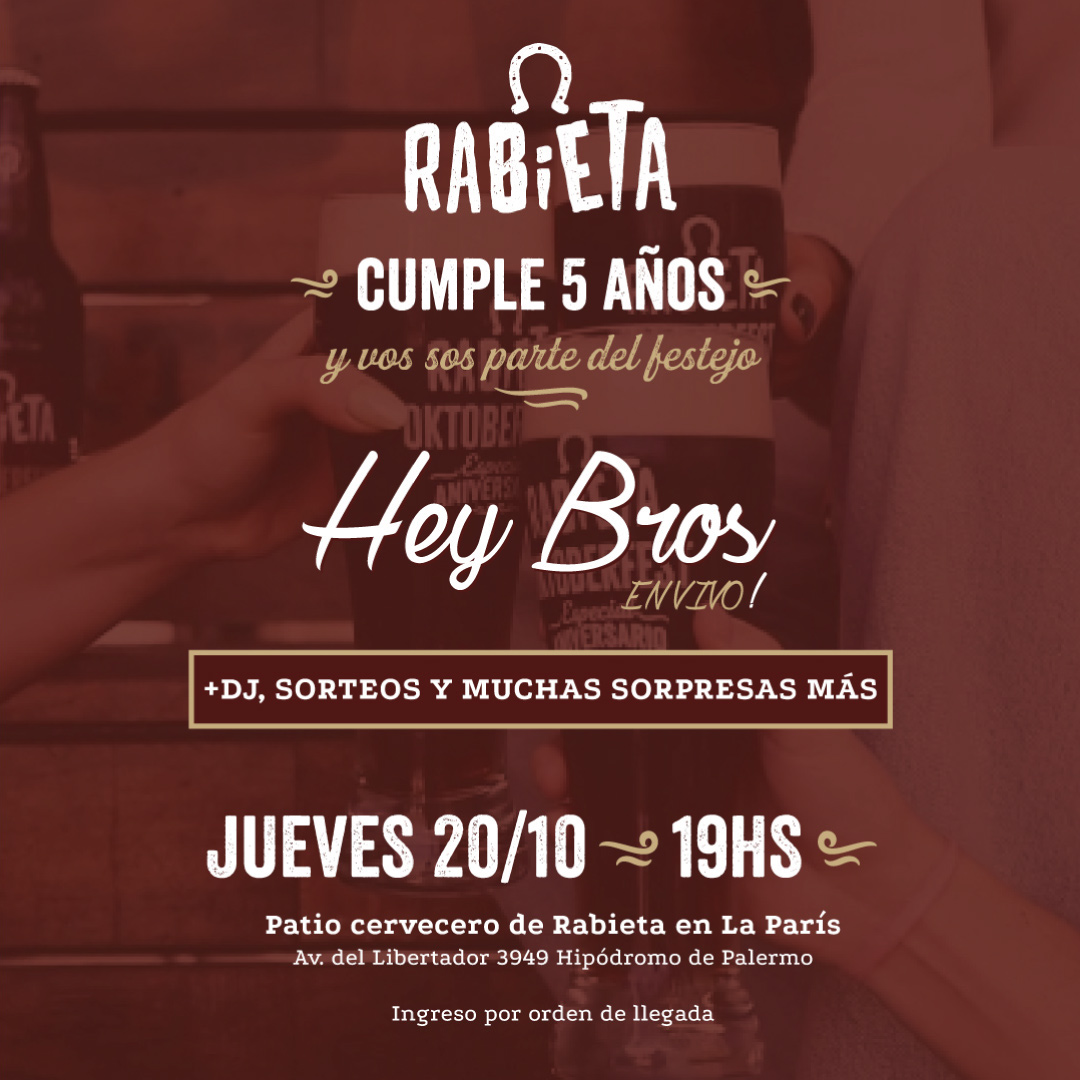 RABiETA
CUMPLE 5 AÑOS
y vos sos parte del festejo
Hey Bros
EN VIVO!
+DJ, SORTEOS Y MUCHAS SORPRESAS MÁS
JUEVES 20/10 19HS
Patio cervecero de Rabieta en La París
Av. del Libertador 3949 Hipódromo de Palermo
Ingreso por orden de llegada